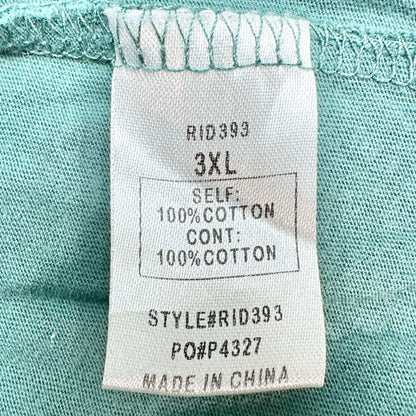 RID393
3XL
SELF:
100%COTTON
CONT:
100%COTTON
STYLE#RID393
PO#P4327
MADE IN CHINA